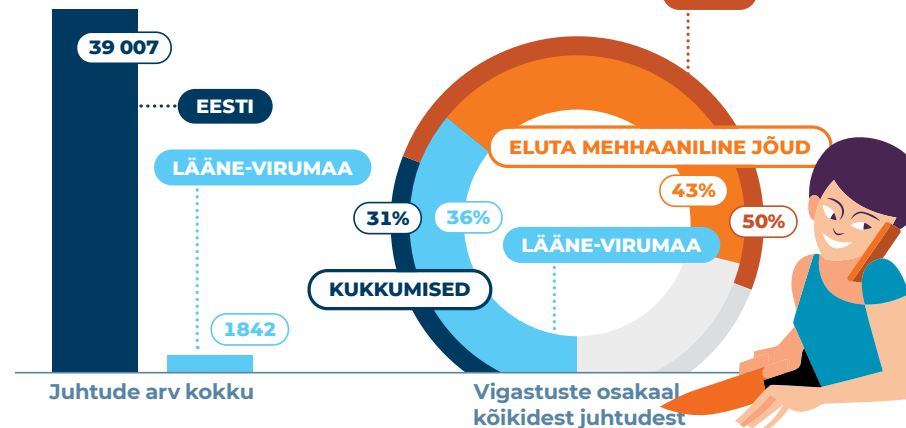 39 007
EESTI
LÄÄNE-VIRUMAA
1842
Juhtude arv kokku
ELUTA MEHHAANILINE JÕUD
43%
50%
31%
36%
LÄÄNE-VIRUMAA
KUKKUMISED
Vigastuste osakaal
kõikidest juhtudest